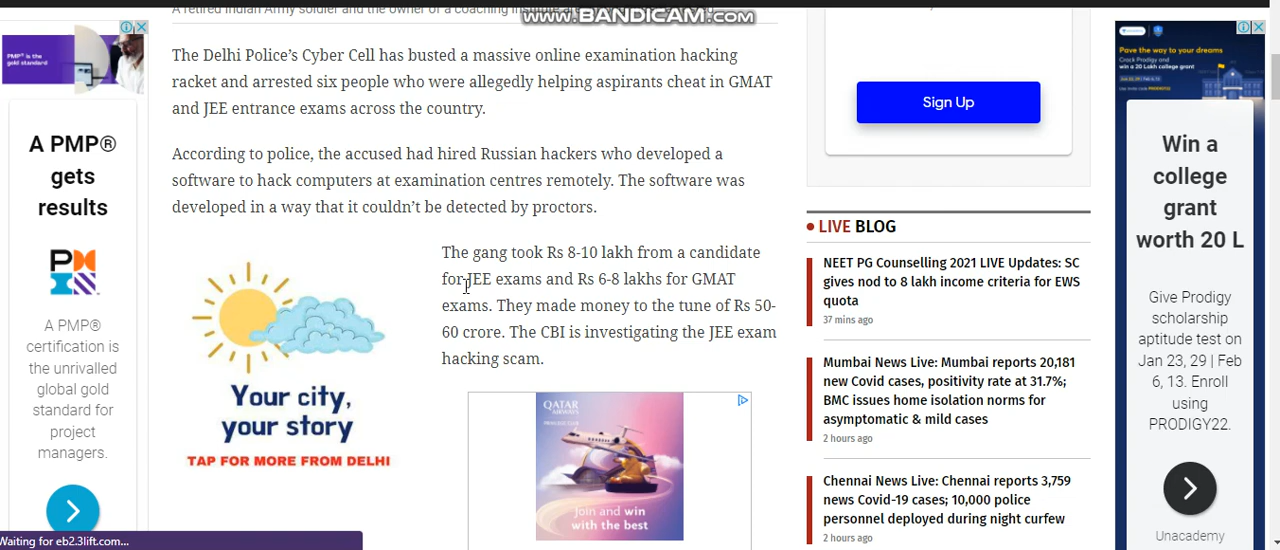 A retired Indian Army soldier and the owner of a coaching institute are
www.BANDICAM.com
PMP® is the
gold standard
A PMP®
gets
results
A PMP®
certification is
the unrivalled
global gold
standard for
project
managers.
The Delhi Police's Cyber Cell has busted a massive online examination hacking
racket and arrested six people who were allegedly helping aspirants cheat in GMAT
and JEE entrance exams across the country.
According to police, the accused had hired Russian hackers who developed a
software to hack computers at examination centres remotely. The software was
developed in a way that it couldn't be detected by proctors.
The gang took Rs 8-10 lakh from a candidate
for JEE exams and Rs 6-8 lakhs for GMAT
exams. They made money to the tune of Rs 50-
60 crore. The CBI is investigating the JEE exam
hacking scam.
Your city,
your story
TAP FOR MORE FROM DELHI
QATAR
AIRWAYS
Join and win
with the best
Sign Up
LIVE BLOG
NEET PG Counselling 2021 LIVE Updates: SC
gives nod to 8 lakh income criteria for EWS
quota
37 mins ago
Mumbai News Live: Mumbai reports 20,181
new Covid cases, positivity rate at 31.7%;
BMC issues home isolation norms for
asymptomatic & mild cases
2 hours ago
Chennai News Live: Chennai reports 3,759
news Covid-19 cases; 10,000 police
personnel deployed during night curfew
2 hours ago
Pave the way to your dreams
Crack Prodigy and
win a 20 Lakh college grant
Win a
college
grant
worth 20 L
Give Prodigy
scholarship
aptitude test on
Jan 23, 29 | Feb
6, 13. Enroll
using
PRODIGY22.
Unacademy
Waiting for eb2.3lift.com...